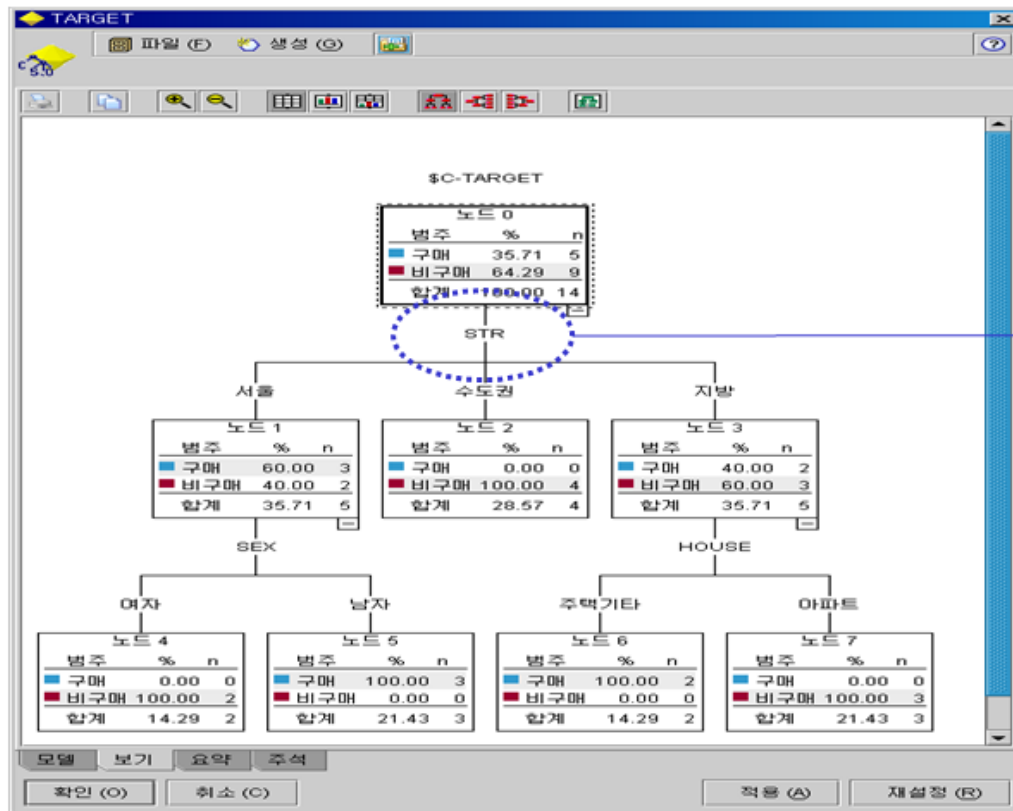 TARGET
C5.0
파일 (F) 생성 (G)
$C-TARGET
노드 0
범주 % n
구매 35.71 5
비구매 64.29 9
합계 100.00 14
STR
서울 수도권 지방
노드 1
범주 % n
구매 60.00 3
비구매 40.00 2
합계 35.71 5
노드 2
범주 % n
구매 0.00 0
비구매 100.00 4
합계 28.57 4
노드 3
범주 % n
구매 40.00 2
비구매 60.00 3
합계 35.71 5
SEX
HOUSE
여자 남자 주택기타 아파트
노드 4
범주 % n
구매 0.00 0
비구매 100.00 2
합계 14.29 2
노드 5
범주 % n
구매 100.00 3
비구매 0.00 0
합계 21.43 3
노드 6
범주 % n
구매 100.00 2
비구매 0.00 0
합계 14.29 2
노드 7
범주 % n
구매 0.00 0
비구매 100.00 3
합계 21.43 3
모델 보기 요약 주석
확인 (O) 취소 (C) 적용 (A) 재설정 (R)